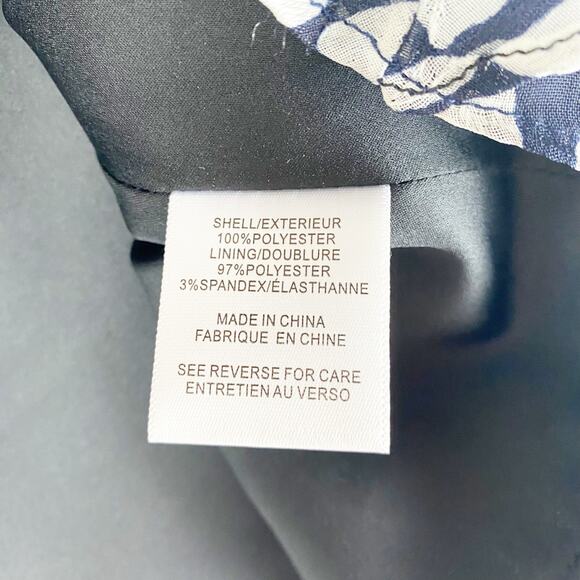 SHELL/EXTERIEUR
100%POLYESTER
LINING/DOUBLURE
97%POLYESTER
3%SPANDEX/ÉLASTHANNE
MADE IN CHINA
FABRIQUE EN CHINE
SEE REVERSE FOR CARE
ENTRETIEN AU VERSO